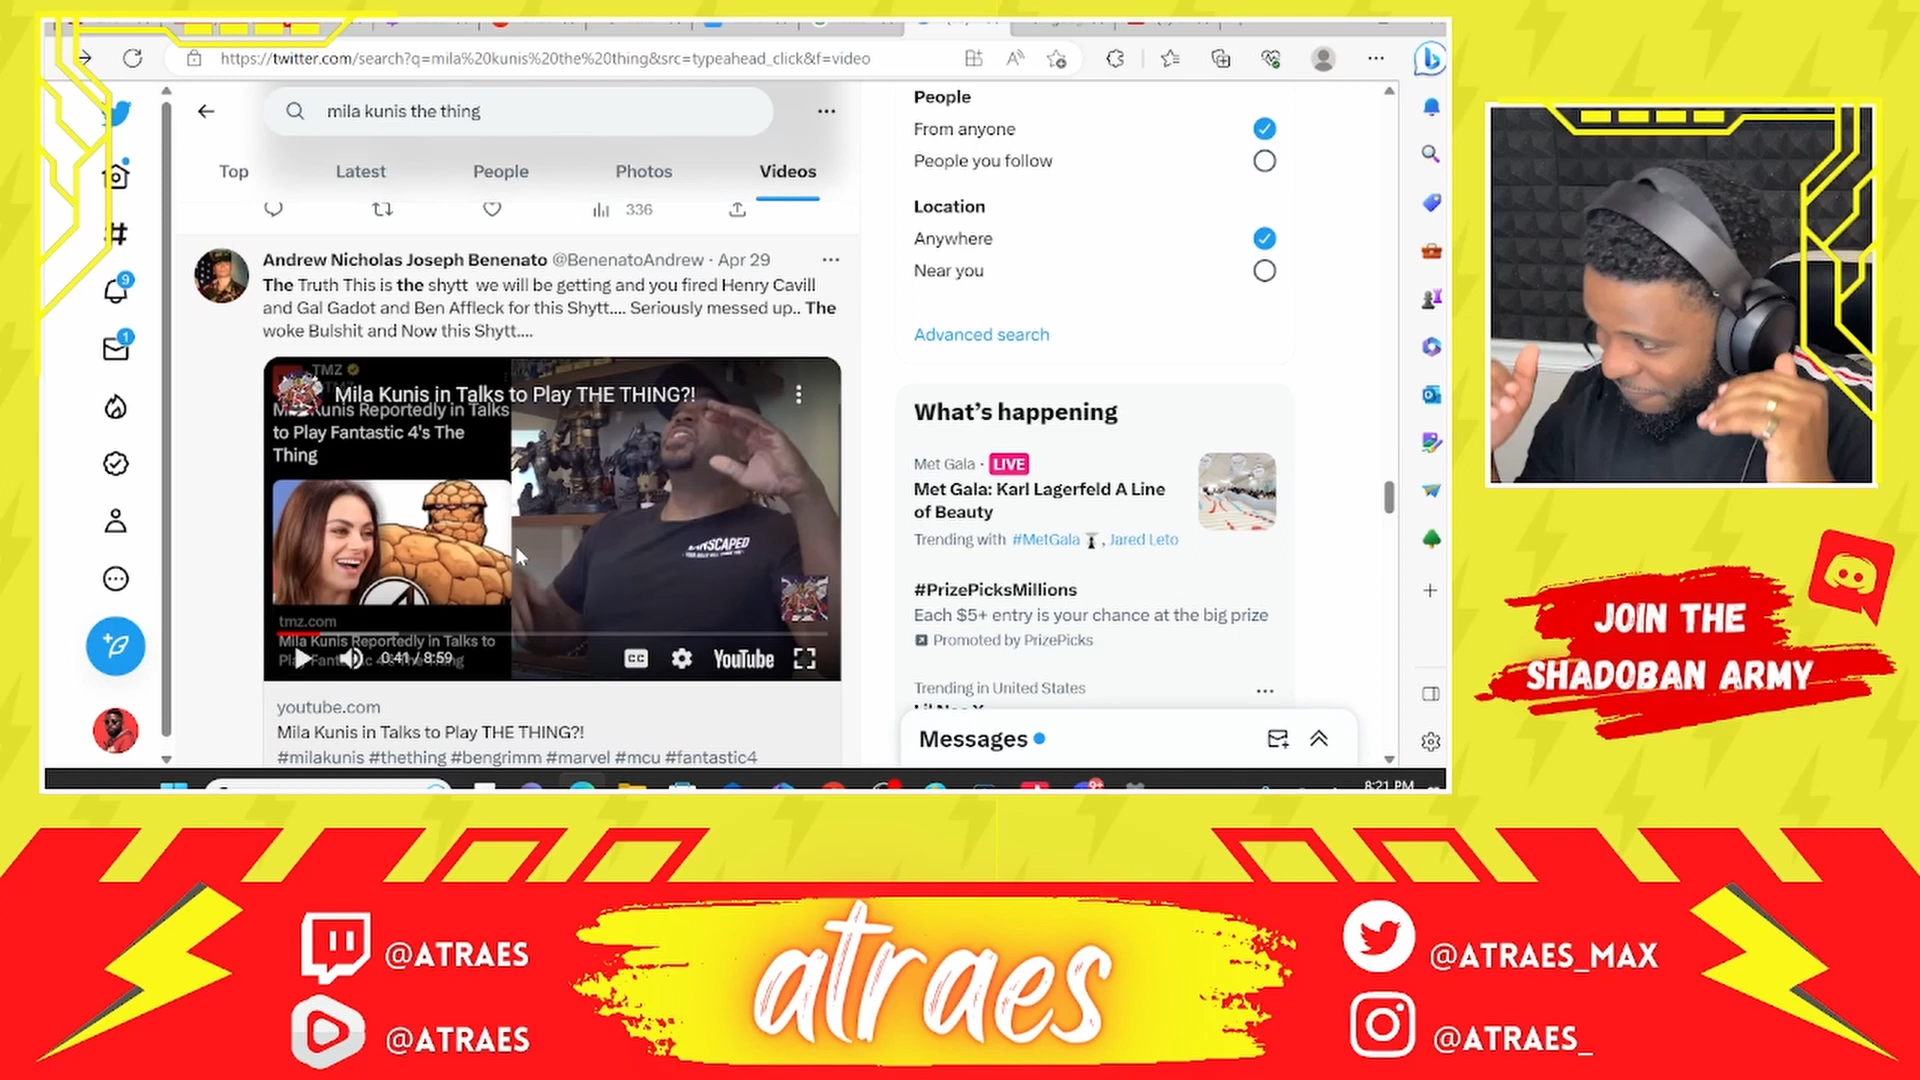 https://twitter.com/search?q=mila%20kunis%20the%20thing&src=typeahead_click&f=video
mila kunis the thing
Top
Latest
People
Photos
Videos
336
Andrew Nicholas Joseph Benenato @BenenatoAndrew · Apr 29
The Truth This is the shytt we will be getting and you fired Henry Cavill
and Gal Gadot and Ben Affleck for this Shytt.... Seriously messed up.. The
woke Bulshit and Now this Shytt....
TMZ
Mila Kunis in Talks to Play THE THING?!
Mila Kunis Reportedly in Talks
to Play Fantastic 4's The
Thing
MANSCAPED
tmz.com
Mila Kunis Reportedly in Talks to
Play Fantastic 4's The Thing
0:41 / 8:59
CC
YouTube
youtube.com
Mila Kunis in Talks to Play THE THING?!
#milakunis #thething #bengrimm #marvel #mcu #fantastic4
9
1
People
From anyone
People you follow
Location
Anywhere
Near you
Advanced search
What's happening
Met Gala · LIVE
Met Gala: Karl Lagerfeld A Line
of Beauty
Trending with #MetGala , Jared Leto
#PrizePicksMillions
Each $5+ entry is your chance at the big prize
Promoted by PrizePicks
Trending in United States
Lil Nas X
Messages
8:21 PM
JOIN THE
SHADOBAN ARMY
@ATRAES
@ATRAES
atraes
@ATRAES_MAX
@ATRAES_